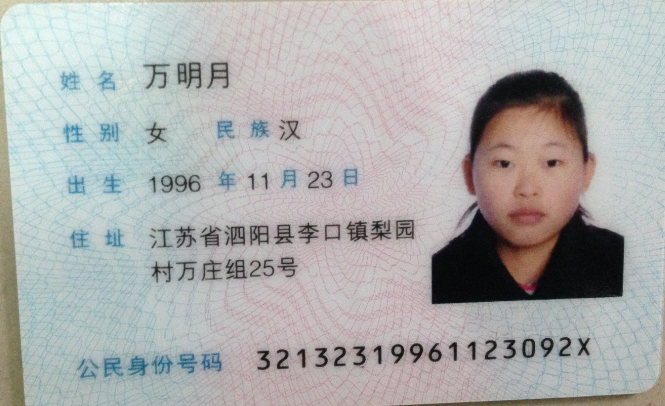 姓名 万明月
性别 女 民族 汉
出生 1996 年 11 月 23 日
住址 江苏省泗阳县李口镇梨园
村万庄组25号
公民身份号码 32132319961123092X